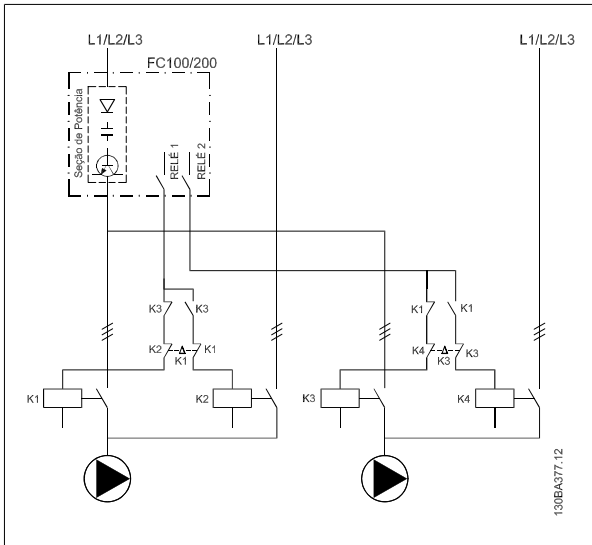 L1/L2/L3
L1/L2/L3
L1/L2/L3
FC100/200
Seção de Potência
RELÉ 1
RELÉ 2
K3
K3
K1
K1
K2
K1
K1
K4
K3
K3
K1
K2
K3
K4
130BA377.12